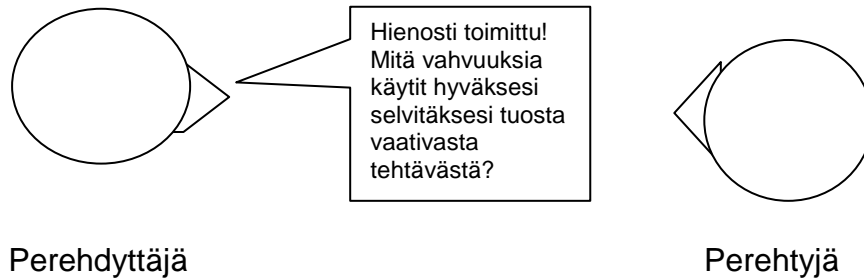 Hienosti toimittu!
Mitä vahvuuksia
käytit hyväksesi
selvitäksesi tuosta
vaativasta
tehtävästä?
Perehdyttäjä
Perehtyjä